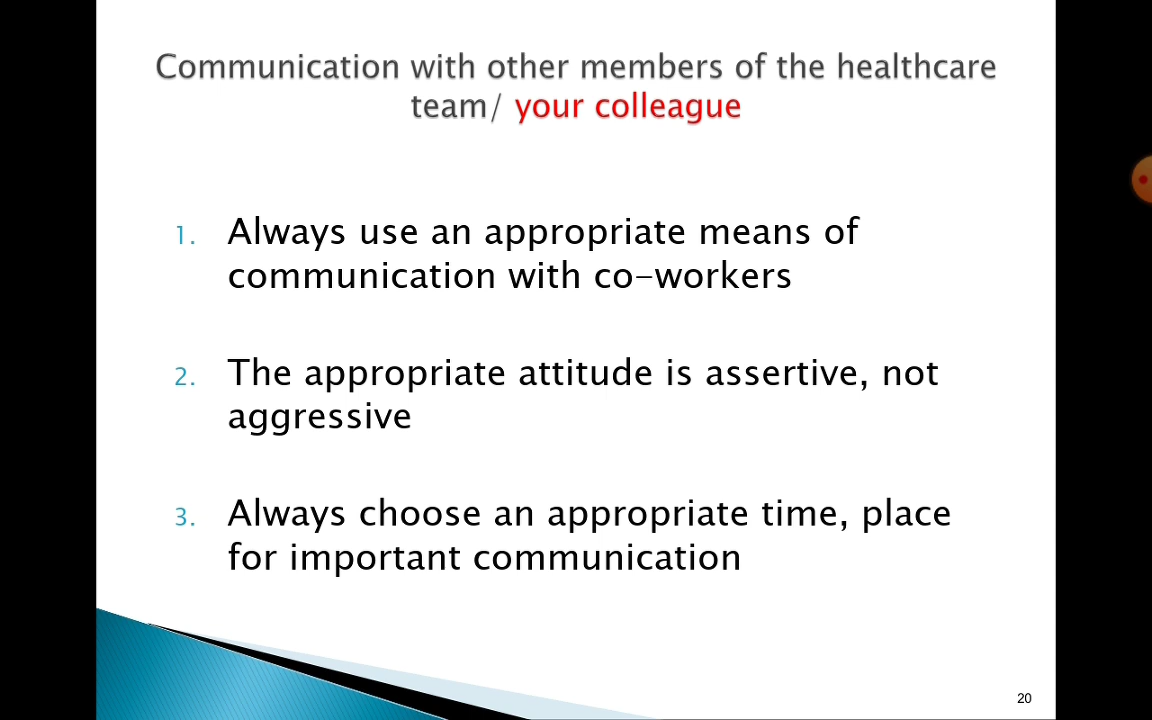 Communication with other members of the healthcare
team/ your colleague
1. Always use an appropriate means of
communication with co-workers
2. The appropriate attitude is assertive, not
aggressive
3. Always choose an appropriate time, place
for important communication
20